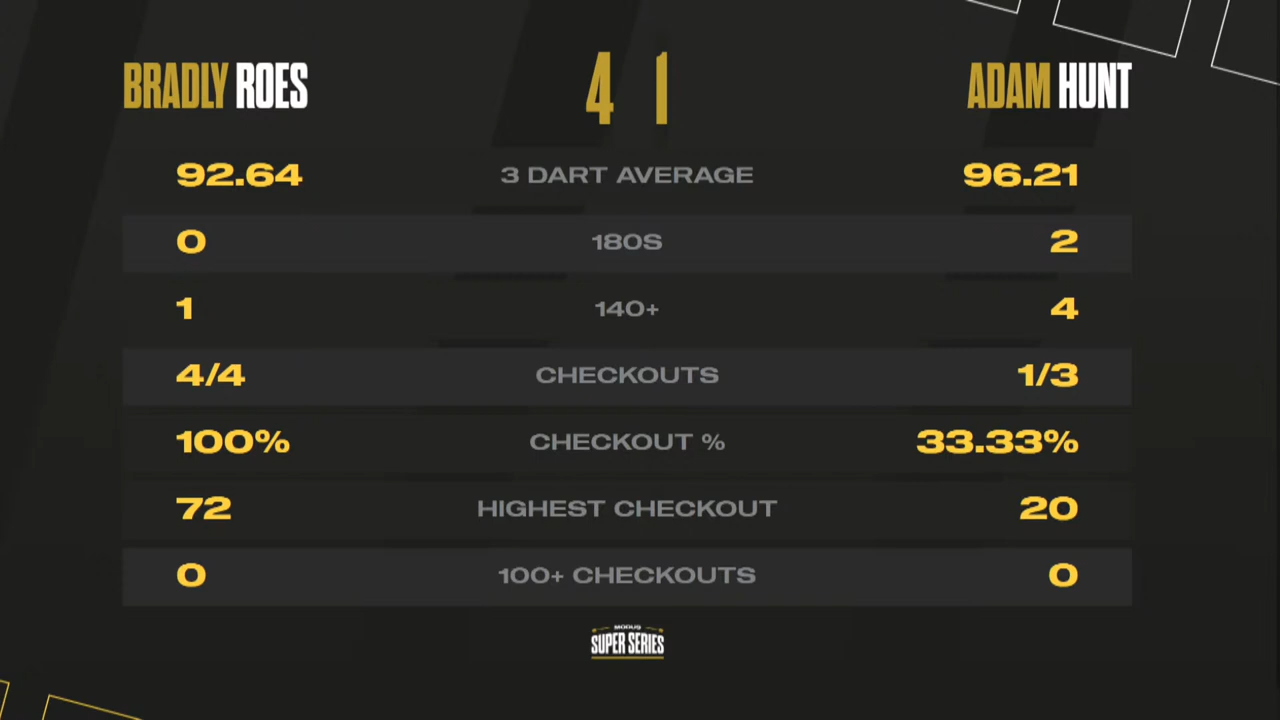 BRADLY ROES 4 1 ADAM HUNT
92.64 3 DART AVERAGE 96.21
0 180S 2
1 140+ 4
4/4 CHECKOUTS 1/3
100% CHECKOUT % 33.33%
72 HIGHEST CHECKOUT 20
0 100+ CHECKOUTS 0
MODUS
SUPER SERIES